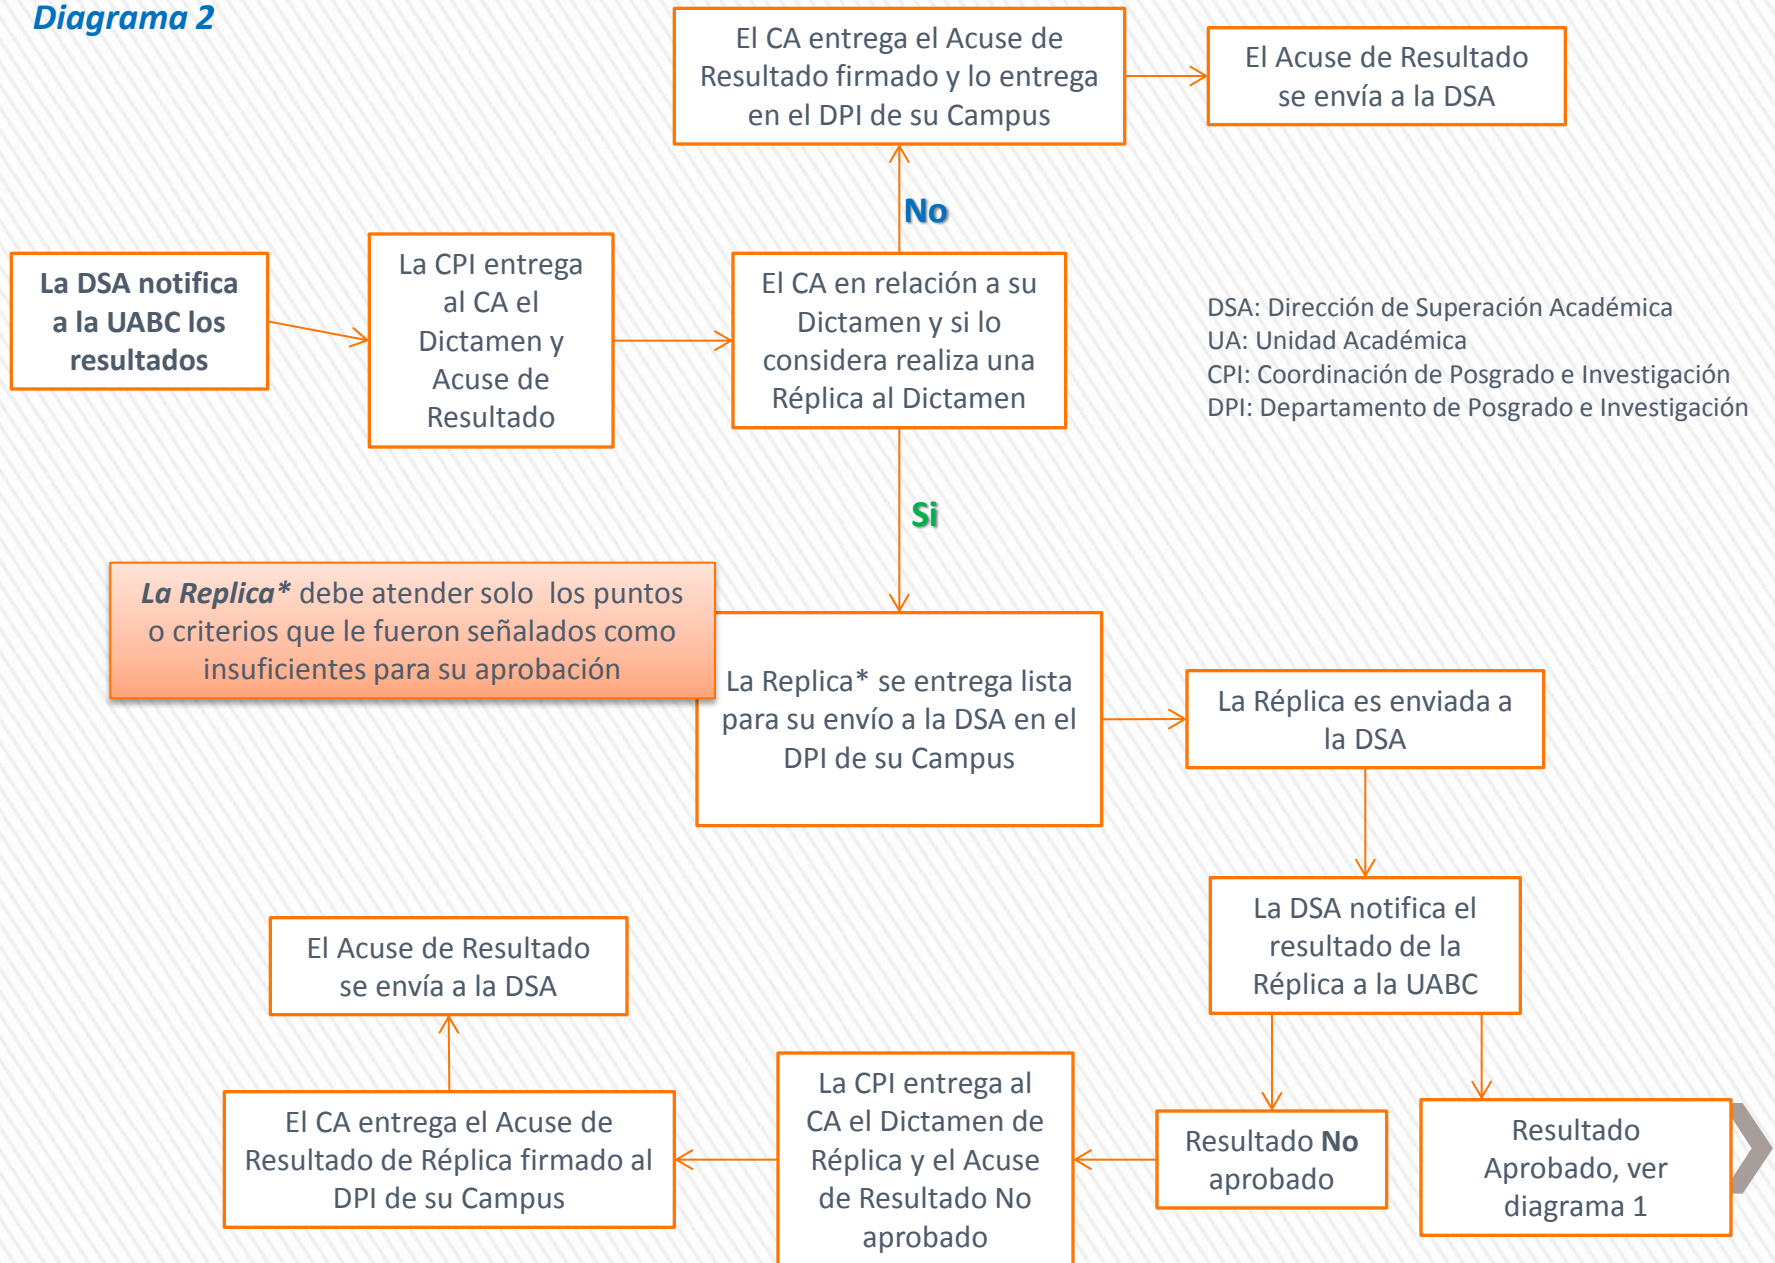 Diagrama 2
El CA entrega el Acuse de
Resultado firmado y lo entrega
en el DPI de su Campus
El Acuse de Resultado
se envía a la DSA
No
La DSA notifica
a la UABC los
resultados
La CPI entrega
al CA el
Dictamen y
Acuse de
Resultado
El CA en relación a su
Dictamen y si lo
considera realiza una
Réplica al Dictamen
DSA: Dirección de Superación Académica
UA: Unidad Académica
CPI: Coordinación de Posgrado e Investigación
DPI: Departamento de Posgrado e Investigación
Si
La Replica* debe atender solo los puntos
o criterios que le fueron señalados como
insuficientes para su aprobación
La Replica* se entrega lista
para su envío a la DSA en el
DPI de su Campus
La Réplica es enviada a
la DSA
La DSA notifica el
resultado de la
Réplica a la UABC
Resultado
Aprobado, ver
diagrama 1
Resultado No
aprobado
La CPI entrega al
CA el Dictamen de
Réplica y el Acuse
de Resultado No
aprobado
El CA entrega el Acuse de
Resultado de Réplica firmado al
DPI de su Campus
El Acuse de Resultado
se envía a la DSA